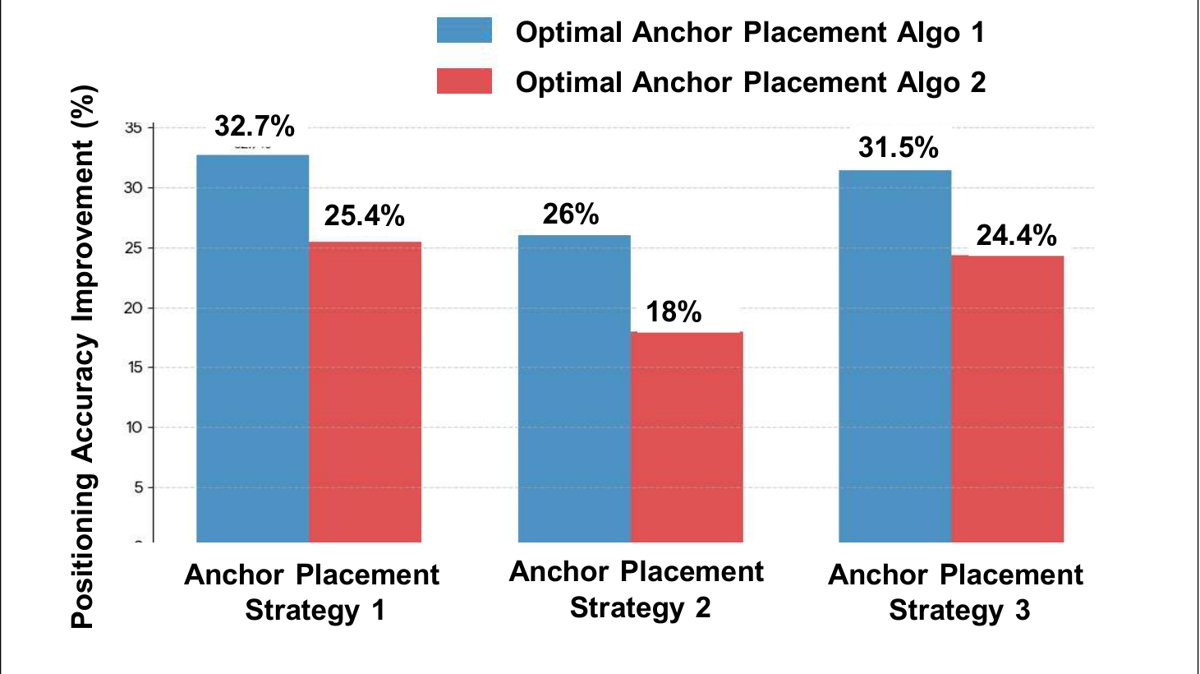 Optimal Anchor Placement Algo 1
Optimal Anchor Placement Algo 2
Positioning Accuracy Improvement (%)
35
30
25
20
15
10
5
32.7%
25.4%
26%
18%
31.5%
24.4%
Anchor Placement
Strategy 1
Anchor Placement
Strategy 2
Anchor Placement
Strategy 3